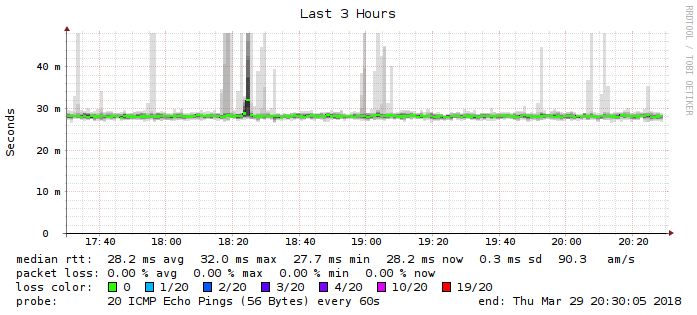 Last 3 Hours
RRDTOOL / TOBI OETIKER
Seconds
40 m
30 m
20 m
10 m
0
17:40 18:00 18:20 18:40 19:00 19:20 19:40 20:00 20:20
median rtt: 28.2 ms avg 32.0 ms max 27.7 ms min 28.2 ms now 0.3 ms sd 90.3 am/s
packet loss: 0.00 % avg 0.00 % max 0.00 % min 0.00 % now
loss color: 0 1/20 2/20 3/20 4/20 10/20 19/20
probe: 20 ICMP Echo Pings (56 Bytes) every 60s end: Thu Mar 29 20:30:05 2018